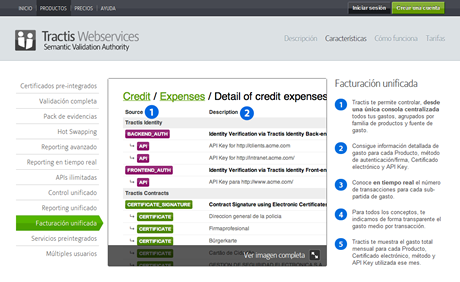 INICIO PRODUCTOS PRECIOS AYUDA
Iniciar sesión Crear una cuenta
Tractis Webservices
Semantic Validation Authority
Descripción Características Cómo funciona Tarifas
Certificados pre-integrados
Validación completa
Pack de evidencias
Hot Swapping
Reporting avanzado
Reporting en tiempo real
APIs ilimitadas
Control unificado
Reporting unificado
Facturación unificada
Servicios preintegrados
Múltiples usuarios
Credit / Expenses / Detail of credit expenses
Source 1 Description 2
Tractis Identity
BACKEND_AUTH Identity Verification via Tractis Identity Back-en
API API Key for http://clients.acme.com
API API Key for http://intranet.acme.com/
FRONTEND_AUTH Identity Verification via Tractis Identity Front-en
API API Key para http://www.acme.com/
Tractis Contracts
CERTIFICATE_SIGNATURE Contract Signature using Electronic Certificates
CERTIFICATE Direccion general de la policia
CERTIFICATE Firmaprofesional
CERTIFICATE Bürgerkarte
CERTIFICATE
Ver imagen completa
Facturación unificada
1 Tractis te permite controlar, desde
una única consola centralizada
todos tus gastos, agrupados por
familia de productos y fuente de
gasto.
2 Consigue información detallada de
gasto para cada Producto, método
de autenticación/firma, Certificado
electrónico y API Key.
3 Conoce en tiempo real el número
de transacciones para cada sub-
partida de gasto.
4 Para todos los conceptos, te
indicamos de forma transparente el
gasto medio por transacción.
5 Tractis te muestra el gasto total
mensual para cada Producto,
Certificado electrónico, método y
API Key utilizada ese mes.